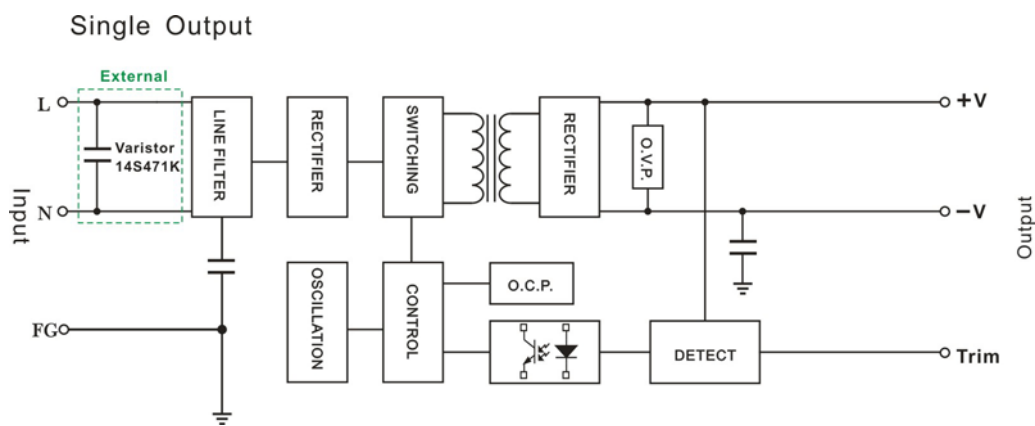 Single Output
External
L
Varistor
14S471K
N
Input
FG
LINE FILTER
RECTIFIER
SWITCHING
RECTIFIER
O.V.P.
+V
-V
Output
OSCILLATION
CONTROL
O.C.P.
DETECT
Trim